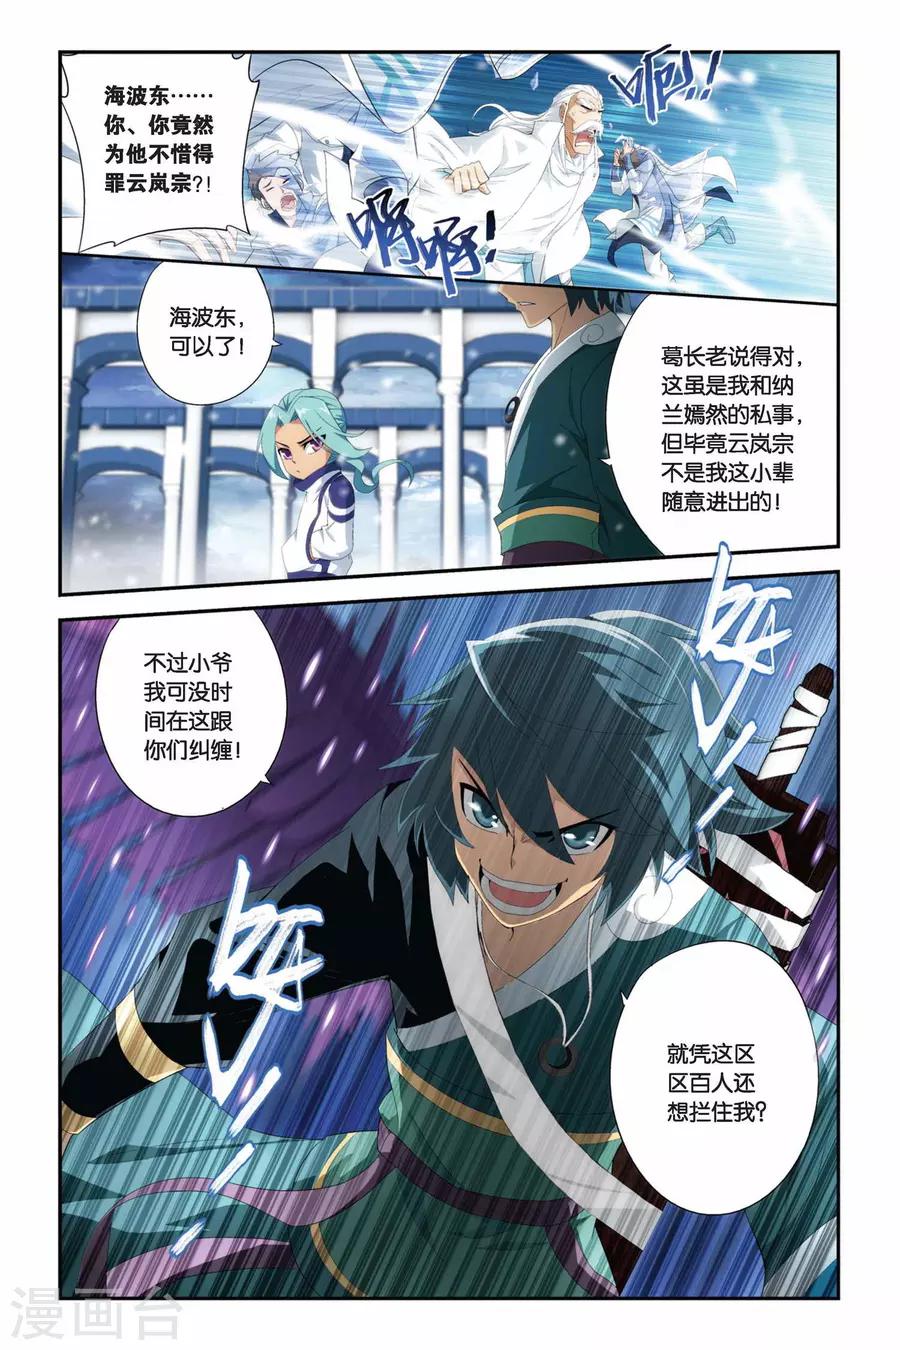 海波东……
你、你竟然
为他不惜得
罪云岚宗?!
呃!!
啊啊!
海波东,
可以了!
葛长老说得对,
这虽是我和纳
兰嫣然的私事,
但毕竟云岚宗
不是我这小辈
随意进出的!
不过小爷
我可没时
间在这跟
你们纠缠!
就凭这区
区百人还
想拦住我?
漫画台